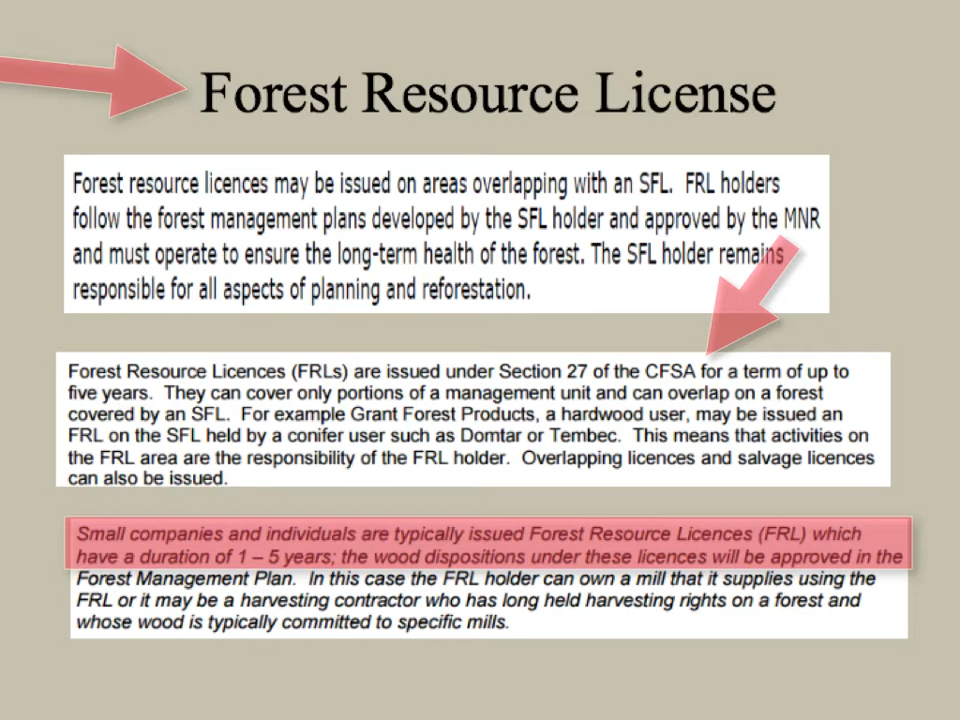 Forest Resource License
Forest resource licences may be issued on areas overlapping with an SFL.  FRL holders
follow the forest management plans developed by the SFL holder and approved by the MNR
and must operate to ensure the long-term health of the forest. The SFL holder remains
responsible for all aspects of planning and reforestation.
Forest Resource Licences (FRLs) are issued under Section 27 of the CFSA for a term of up to
five years.  They can cover only portions of a management unit and can overlap on a forest
covered by an SFL.  For example Grant Forest Products, a hardwood user, may be issued an
FRL on the SFL held by a conifer user such as Domtar or Tembec.  This means that activities on
the FRL area are the responsibility of the FRL holder.  Overlapping licences and salvage licences
can also be issued.
Small companies and individuals are typically issued Forest Resource Licences (FRL) which
have a duration of 1 – 5 years; the wood dispositions under these licences will be approved in the
Forest Management Plan.  In this case the FRL holder can own a mill that it supplies using the
FRL or it may be a harvesting contractor who has long held harvesting rights on a forest and
whose wood is typically committed to specific mills.